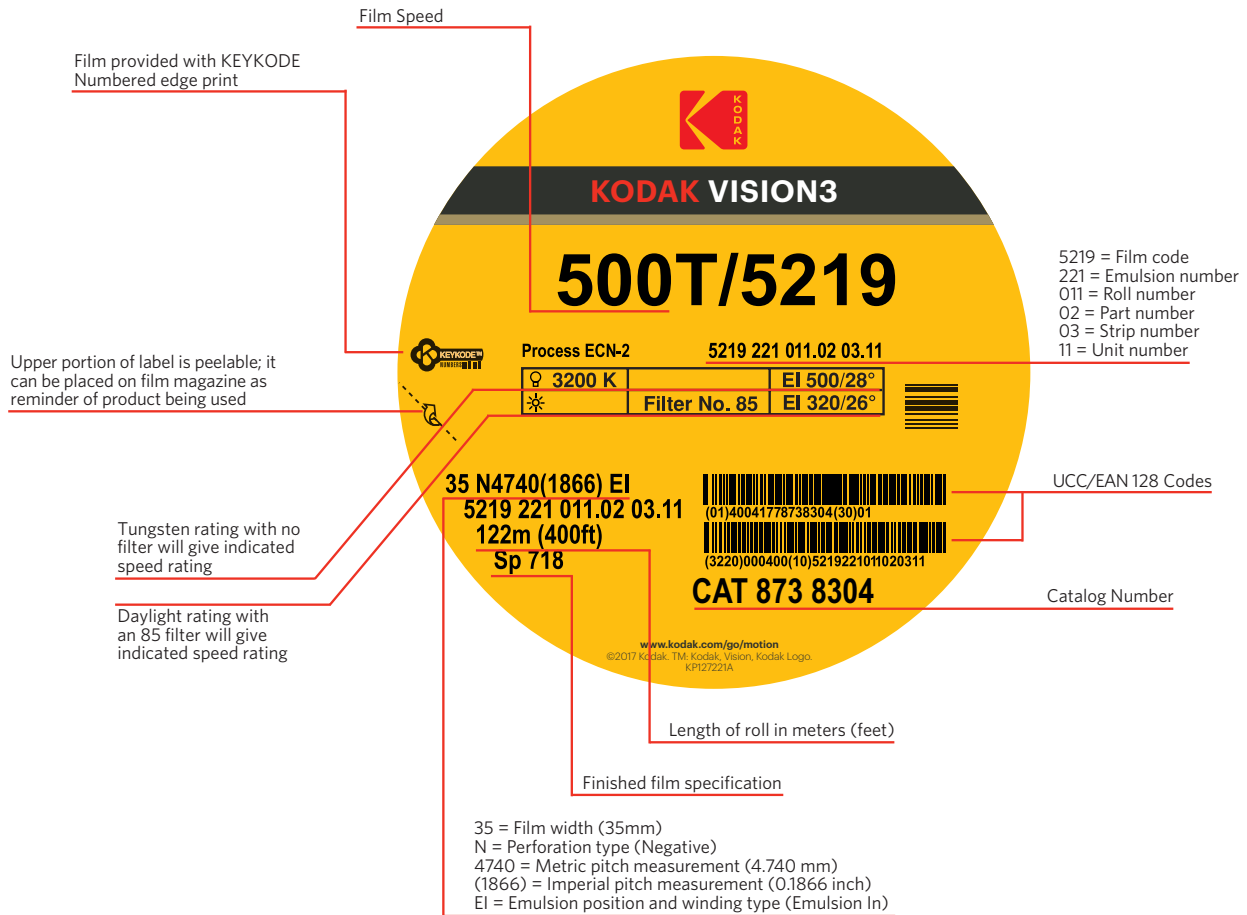 Film Speed
Film provided with KEYKODE
Numbered edge print
KODAK
KODAK VISION3
500T/5219
5219 = Film code
221 = Emulsion number
011 = Roll number
02 = Part number
03 = Strip number
11 = Unit number
KEYKODE™
NUMBERS
Process ECN-2
5219 221 011.02 03.11
Upper portion of label is peelable; it
can be placed on film magazine as
reminder of product being used
3200 K
EI 500/28°
Filter No. 85
EI 320/26°
35 N4740(1866) EI
5219 221 011.02 03.11
122m (400ft)
Sp 718
(01)40041778738304(30)01
(3220)000400(10)5219221011020311
CAT 873 8304
UCC/EAN 128 Codes
Tungsten rating with no
filter will give indicated
speed rating
Catalog Number
Daylight rating with
an 85 filter will give
indicated speed rating
www.kodak.com/go/motion
©2017 Kodak. TM: Kodak, Vision, Kodak Logo.
KP127221A
Length of roll in meters (feet)
Finished film specification
35 = Film width (35mm)
N = Perforation type (Negative)
4740 = Metric pitch measurement (4.740 mm)
(1866) = Imperial pitch measurement (0.1866 inch)
EI = Emulsion position and winding type (Emulsion In)